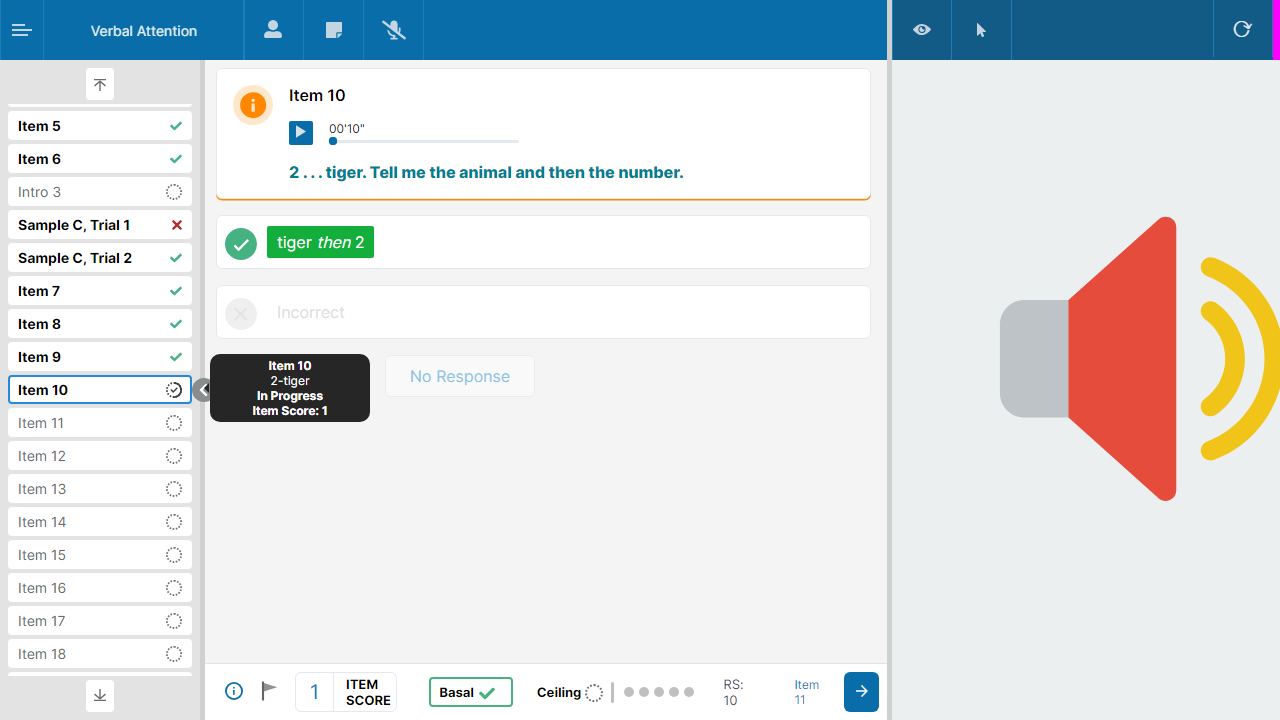 Verbal Attention
Item 5
Item 6
Intro 3
Sample C, Trial 1
Sample C, Trial 2
Item 7
Item 8
Item 9
Item 10
Item 11
Item 12
Item 13
Item 14
Item 15
Item 16
Item 17
Item 18
Item 10
00'10"
2 . . . tiger. Tell me the animal and then the number.
tiger then 2
Incorrect
Item 10
2-tiger
In Progress
Item Score: 1
No Response
1
ITEM
SCORE
Basal
Ceiling
RS:
10
Item
11